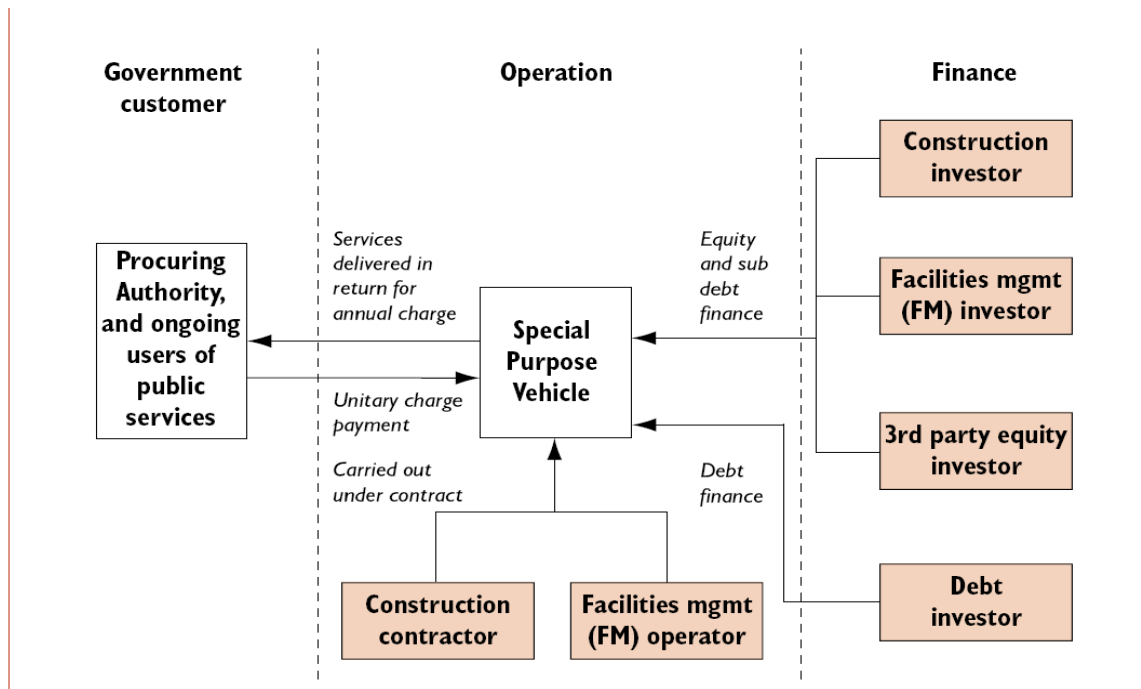 Government
customer
Operation
Finance
Construction
investor
Procuring
Authority,
and ongoing
users of
public
services
Services
delivered in
return for
annual charge
Equity
and sub
debt
finance
Facilities mgmt
(FM) investor
Special
Purpose
Vehicle
Unitary charge
payment
3rd party equity
investor
Carried out
under contract
Debt
finance
Construction
contractor
Facilities mgmt
(FM) operator
Debt
investor